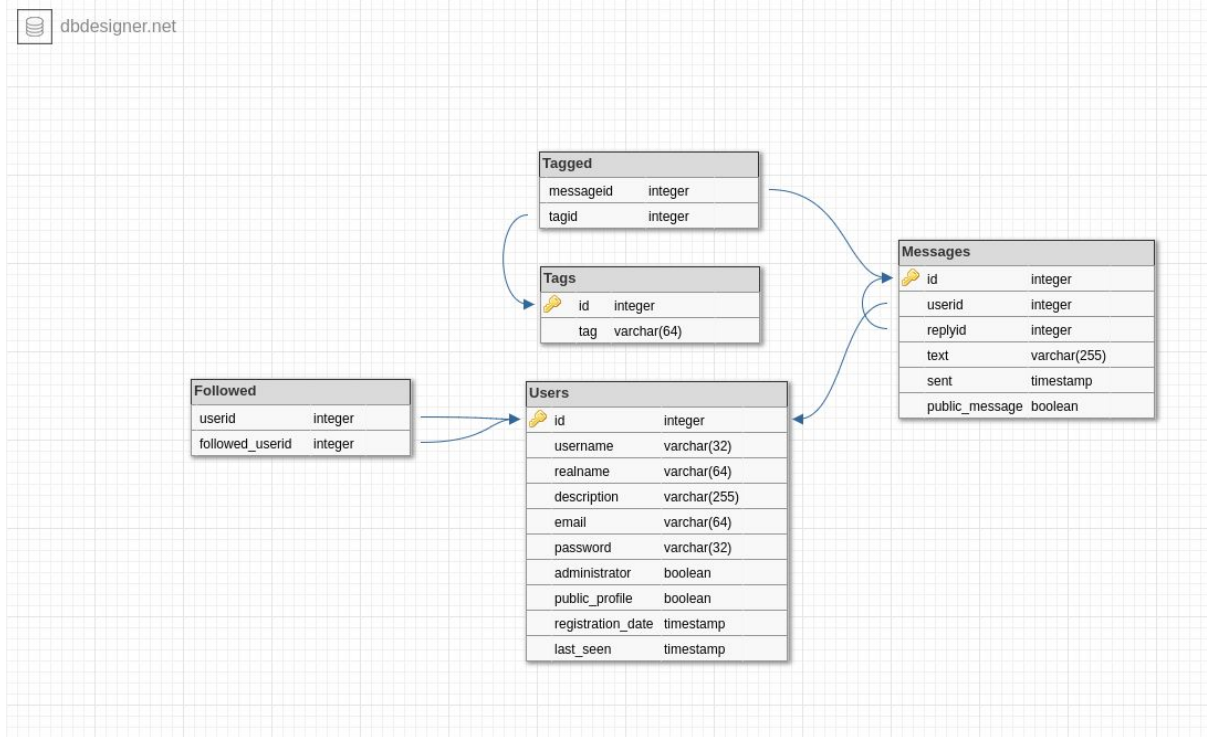 dbdesigner.net
Tagged
messageid integer
tagid integer
Tags
id integer
tag varchar(64)
Messages
id integer
userid integer
replyid integer
text varchar(255)
sent timestamp
public_message boolean
Followed
userid integer
followed_userid integer
Users
id integer
username varchar(32)
realname varchar(64)
description varchar(255)
email varchar(64)
password varchar(32)
administrator boolean
public_profile boolean
registration_date timestamp
last_seen timestamp